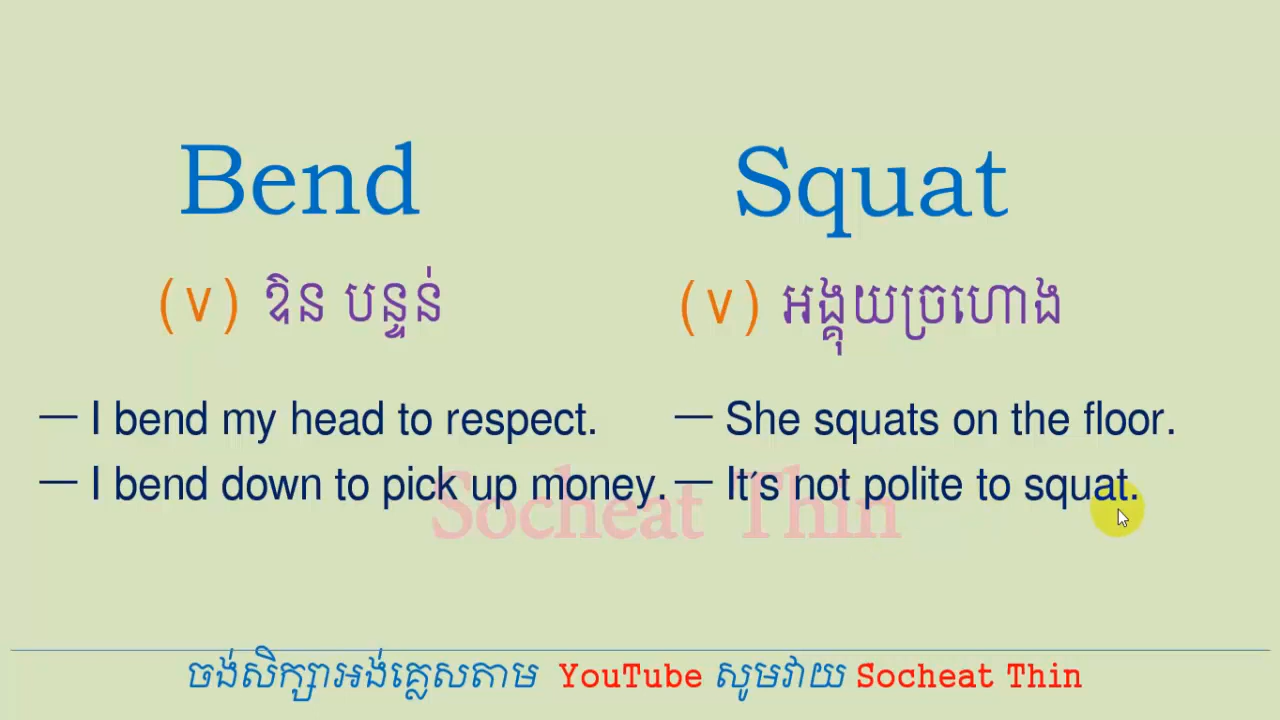 Bend
Squat
(v) ឱន បន្ទន់
(v) អង្គុយច្រហោង
— I bend my head to respect.
— She squats on the floor.
— I bend down to pick up money.
— It´s not polite to squat.
Socheat Thin
ចង់សិក្សាអង់គ្លេសតាម YouTube សូមវាយ Socheat Thin